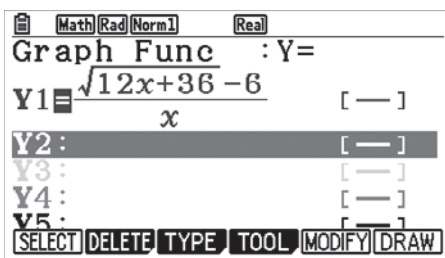 Math Rad Norm1 Real
Graph Func :Y=
Y1=√12x+36 −6
x
[—]
Y2: [—]
Y3: [—]
Y4: [—]
Y5: [—]
SELECT DELETE TYPE TOOL MODIFY DRAW